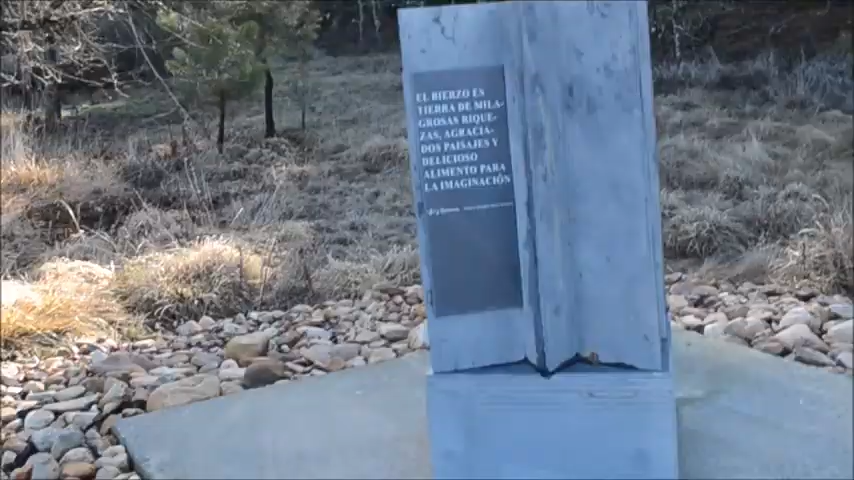 EL BIERZO ES
TIERRA DE MILA-
GROSAS RIQUE-
ZAS, AGRACIA-
DOS PAISAJES Y
DELICIOSO
ALIMENTO PARA
LA IMAGINACIÓN